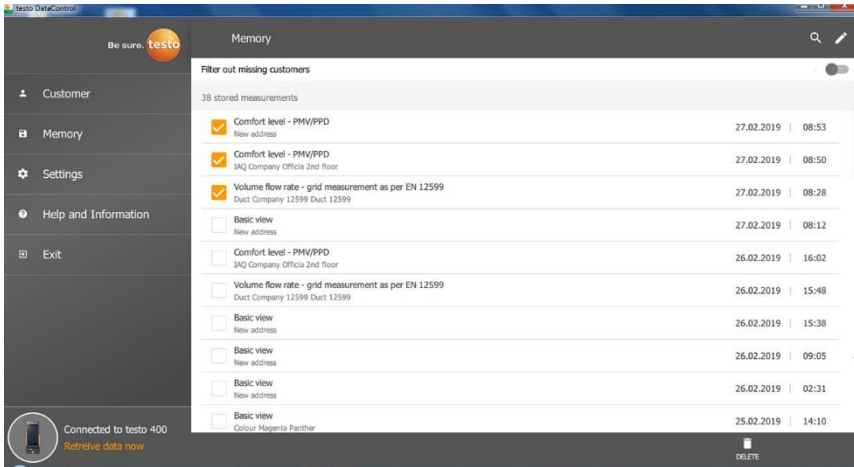 testo DataControl
Be sure. testo
Memory
Filter out missing customers
38 stored measurements
Customer
Memory
Settings
Help and Information
Exit
Comfort level - PMV/PPD
New address
27.02.2019 | 08:53
Comfort level - PMV/PPD
IAQ Company Officia 2nd floor
27.02.2019 | 08:50
Volume flow rate - grid measurement as per EN 12599
Duct Company 12599 Duct 12599
27.02.2019 | 08:28
Basic view
New address
27.02.2019 | 08:12
Comfort level - PMV/PPD
IAQ Company Officia 2nd floor
26.02.2019 | 16:02
Volume flow rate - grid measurement as per EN 12599
Duct Company 12599 Duct 12599
26.02.2019 | 15:48
Basic view
New address
26.02.2019 | 15:38
Basic view
New address
26.02.2019 | 09:05
Basic view
New address
26.02.2019 | 02:31
Basic view
Colour Magenta Panther
25.02.2019 | 14:10
Connected to testo 400
Retreive data now
DELETE